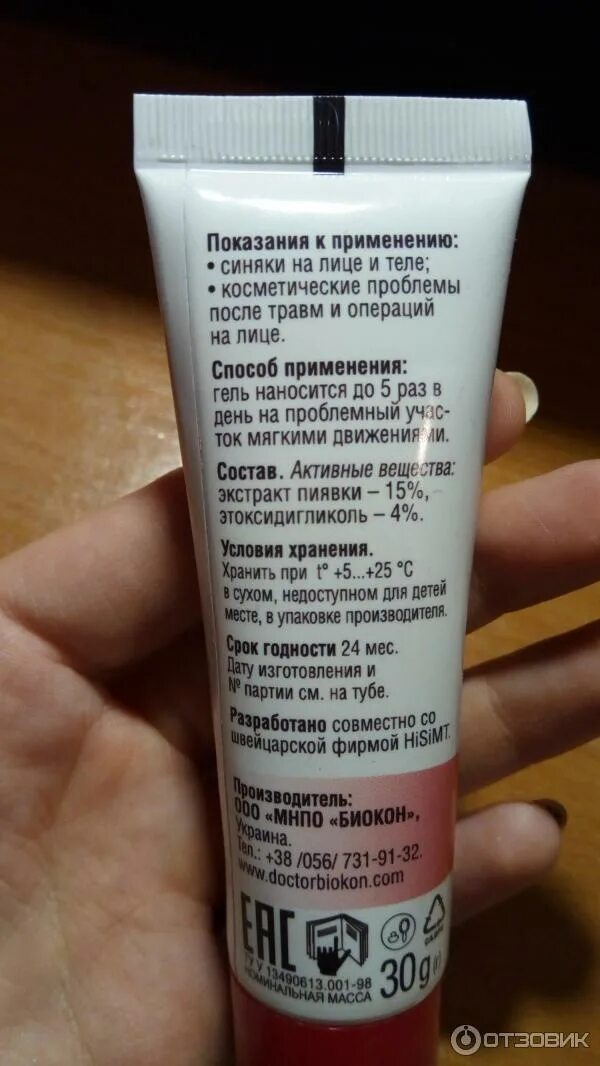 Показания к применению:
• синяки на лице и теле;
• косметические проблемы
после травм и операций
на лице.
Способ применения:
гель наносится до 5 раз в
день на проблемный учас-
ток мягкими движениями.
Состав. Активные вещества:
экстракт пиявки – 15%,
этоксидигликоль – 4%.
Условия хранения.
Хранить при t° +5...+25 °C
в сухом, недоступном для детей
месте, в упаковке производителя.
Срок годности 24 мес.
Дату изготовления и
№ партии см. на тубе.
Разработано совместно со
швейцарской фирмой HiSiMT.
Производитель:
ООО «МНПО «БИОКОН»,
Украина.
Тел.: +38 /056/ 731-91-32.
www.doctorbiokon.com
EAC
ТУ У 13490613.001-98
НОМИНАЛЬНАЯ МАССА 30g
ОТЗОВИК